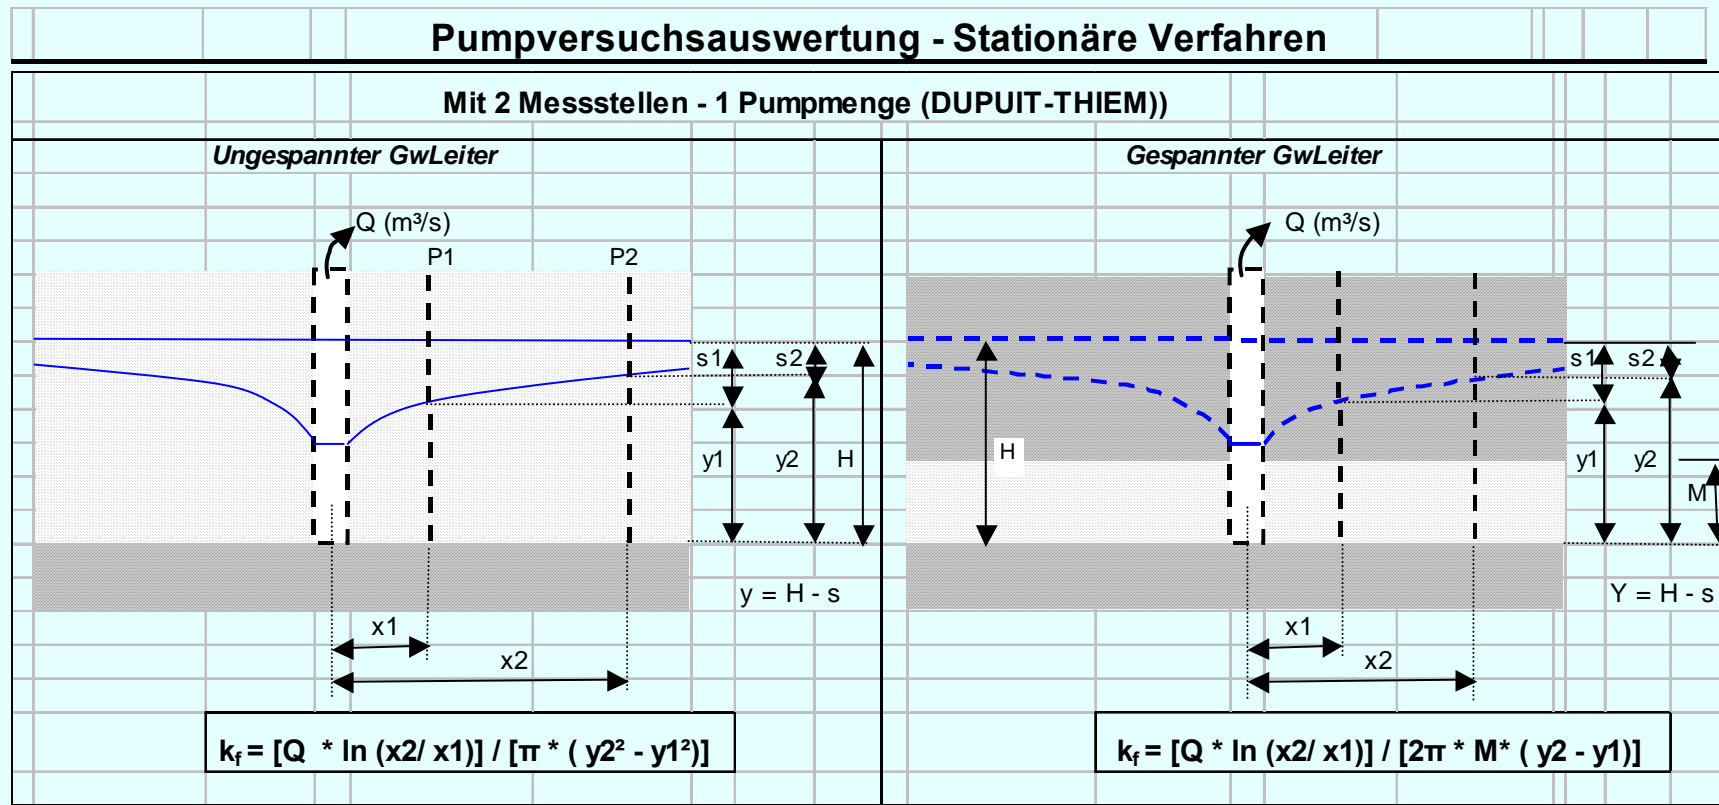 Pumpversuchsauswertung - Stationäre Verfahren
Mit 2 Messstellen - 1 Pumpmenge (DUPUIT-THIEM))
Ungespannter GwLeiter
Q (m³/s)
P1
P2
s1
s2
y1
y2
H
y = H - s
x1
x2
k_f = [Q * ln (x2/ x1)] / [π * ( y2² - y1²)]
Gespannter GwLeiter
Q (m³/s)
s1
s2
H
y1
y2
M
Y = H - s
x1
x2
k_f = [Q * ln (x2/ x1)] / [2π * M* ( y2 - y1)]